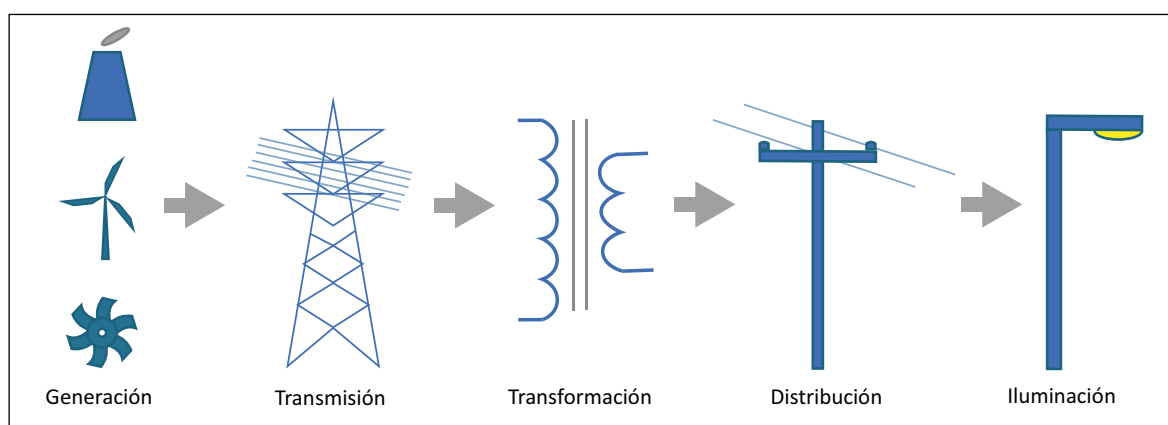 Generación
Transmisión
Transformación
Distribución
Iluminación